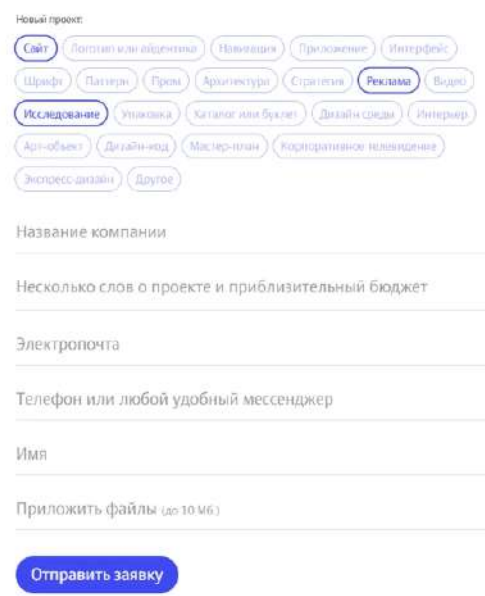 Новый проект:
Сайт Логотип или айдентика Навигация Приложение Интерфейс
Шрифт Паттерн Пром Архитектура Стратегия Реклама Видео
Исследование Упаковка Каталог или буклет Дизайн среды Интерьер
Арт-объект Дизайн-код Мастер-план Корпоративное телевидение
Экспресс-дизайн Другое
Название компании
Несколько слов о проекте и приблизительный бюджет
Электропочта
Телефон или любой удобный мессенджер
Имя
Приложить файлы (до 10 Мб )
Отправить заявку